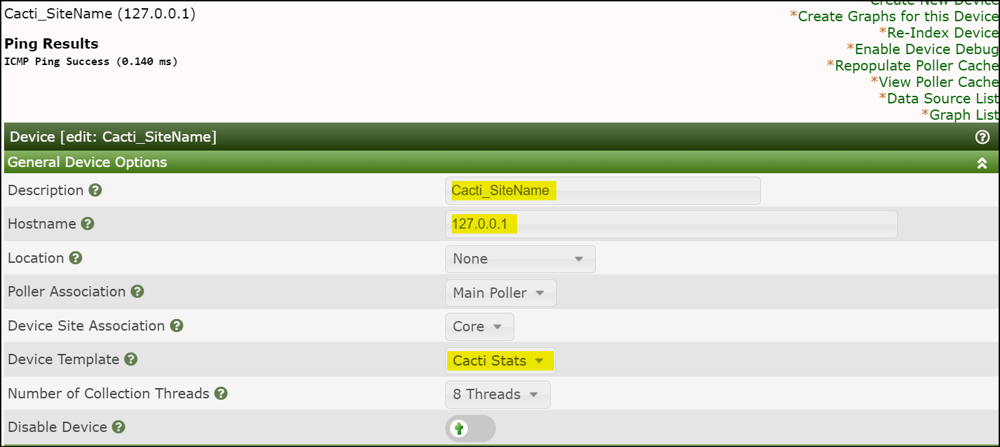 Cacti_SiteName (127.0.0.1)
Ping Results
ICMP Ping Success (0.140 ms)
Create New Device
*Create Graphs for this Device
*Re-Index Device
*Enable Device Debug
*Repopulate Poller Cache
*View Poller Cache
*Data Source List
*Graph List
Device [edit: Cacti_SiteName]
General Device Options
Description
Cacti_SiteName
Hostname
127.0.0.1
Location
None
Poller Association
Main Poller
Device Site Association
Core
Device Template
Cacti Stats
Number of Collection Threads
8 Threads
Disable Device